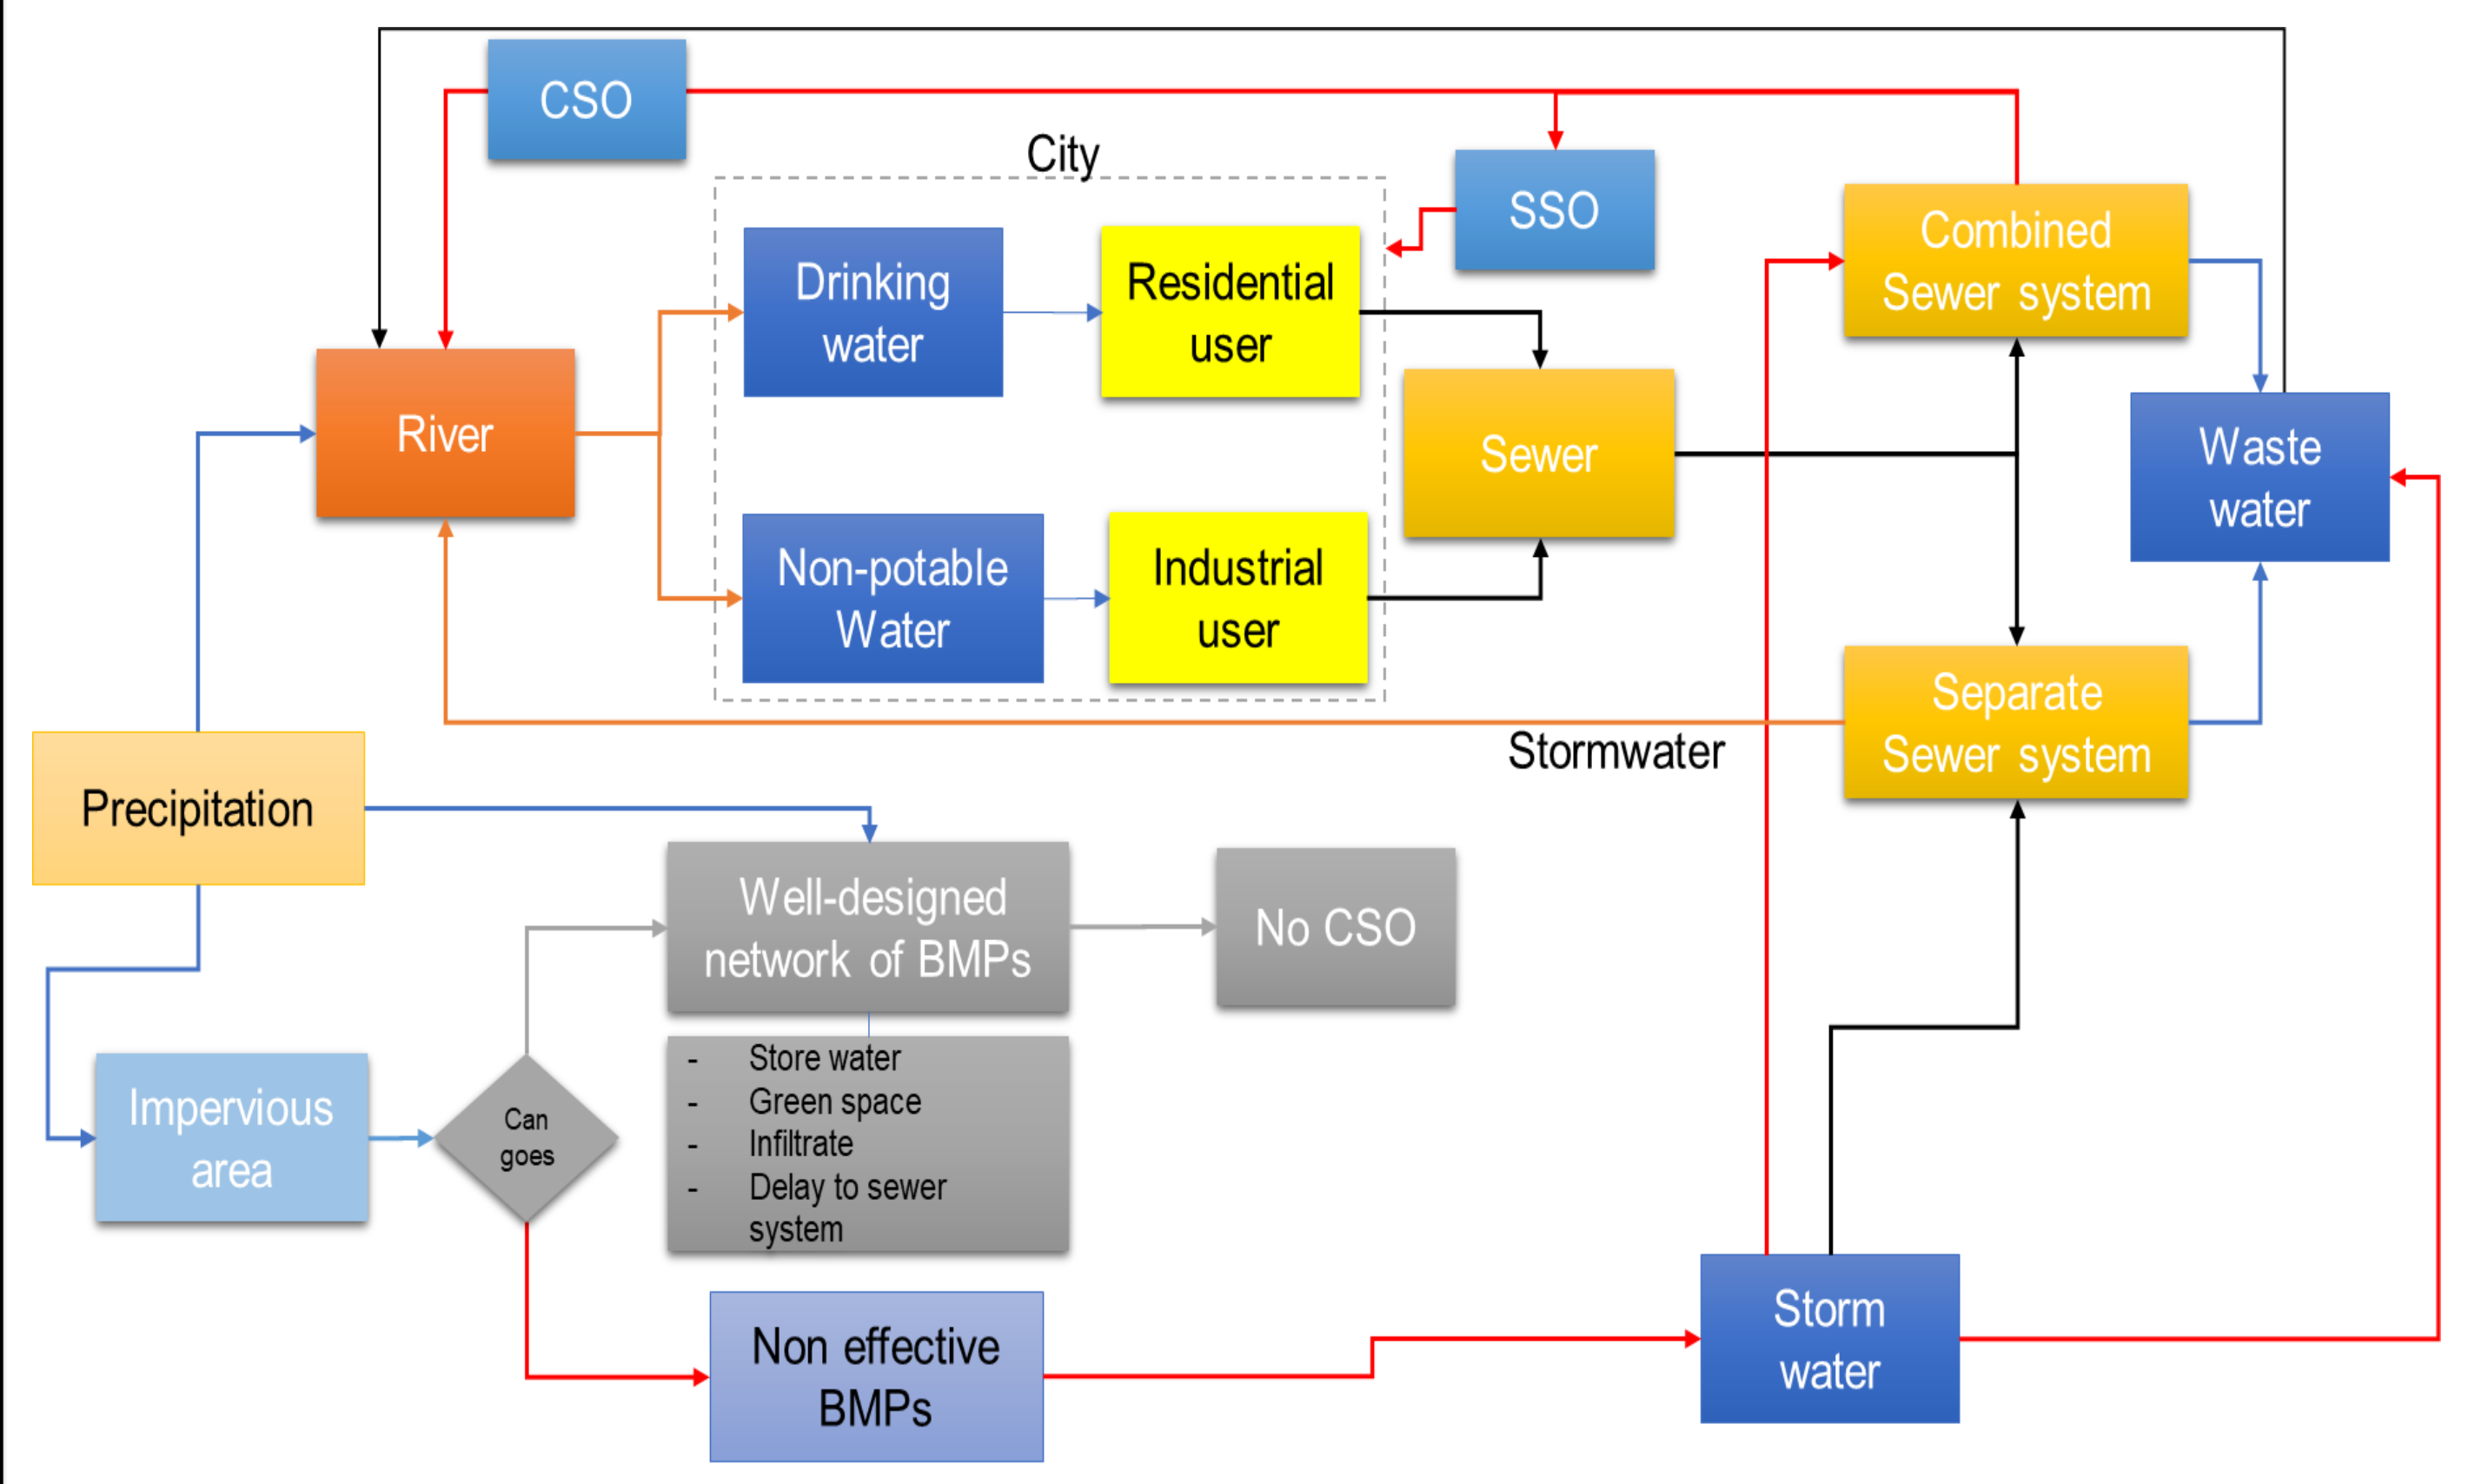 CSO
City
SSO
Combined
Sewer system
Drinking
water
Residential
user
River
Sewer
Waste
water
Non-potable
Water
Industrial
user
Separate
Sewer system
Stormwater
Precipitation
Well-designed
network of BMPs
No CSO
- Store water
- Green space
- Infiltrate
- Delay to sewer
system
Impervious
area
Can
goes
Non effective
BMPs
Storm
water